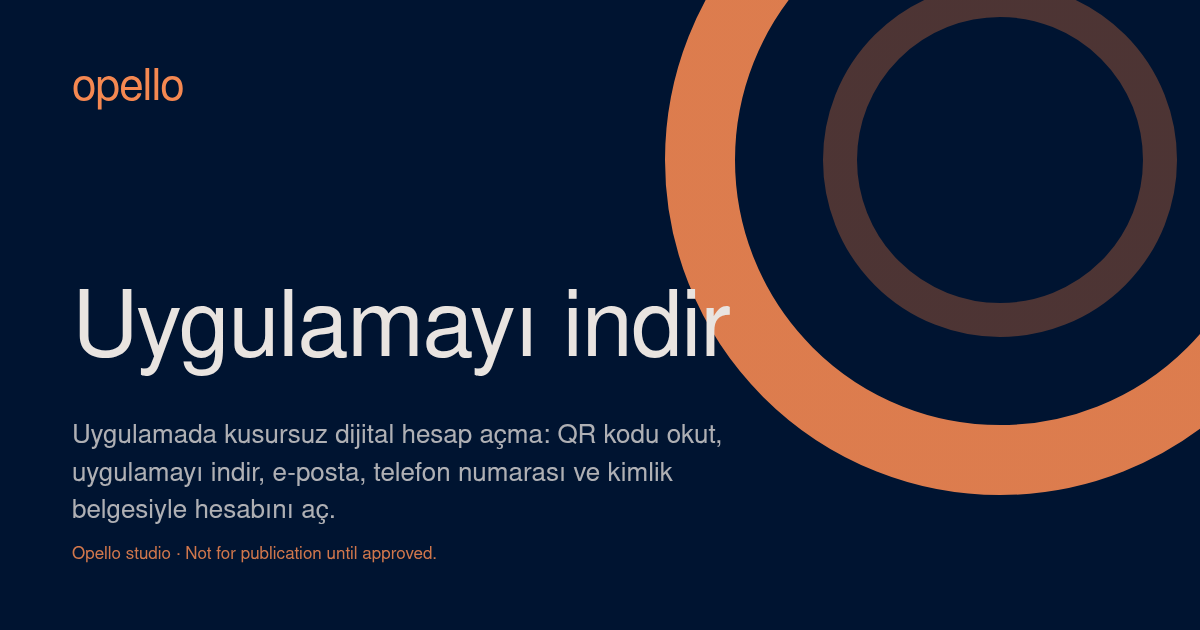 opello
Uygulamayı indir
Uygulamada kusursuz dijital hesap açma: QR kodu okut,
uygulamayı indir, e-posta, telefon numarası ve kimlik
belgesiyle hesabını aç.
Opello studio · Not for publication until approved.